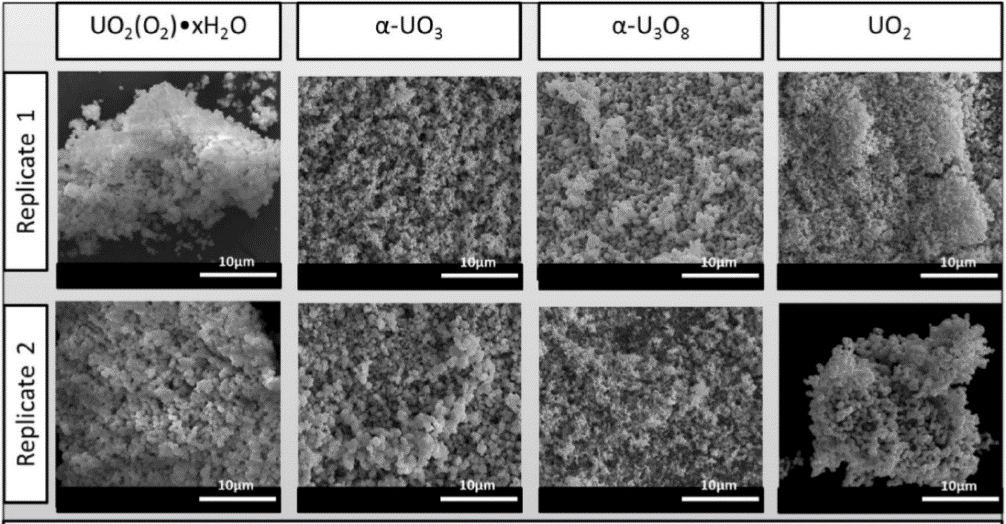 UO₂(O₂)•xH₂O
α-UO₃
α-U₃O₈
UO₂
Replicate 1
10µm
10µm
10µm
10µm
Replicate 2
10µm
10µm
10µm
10µm